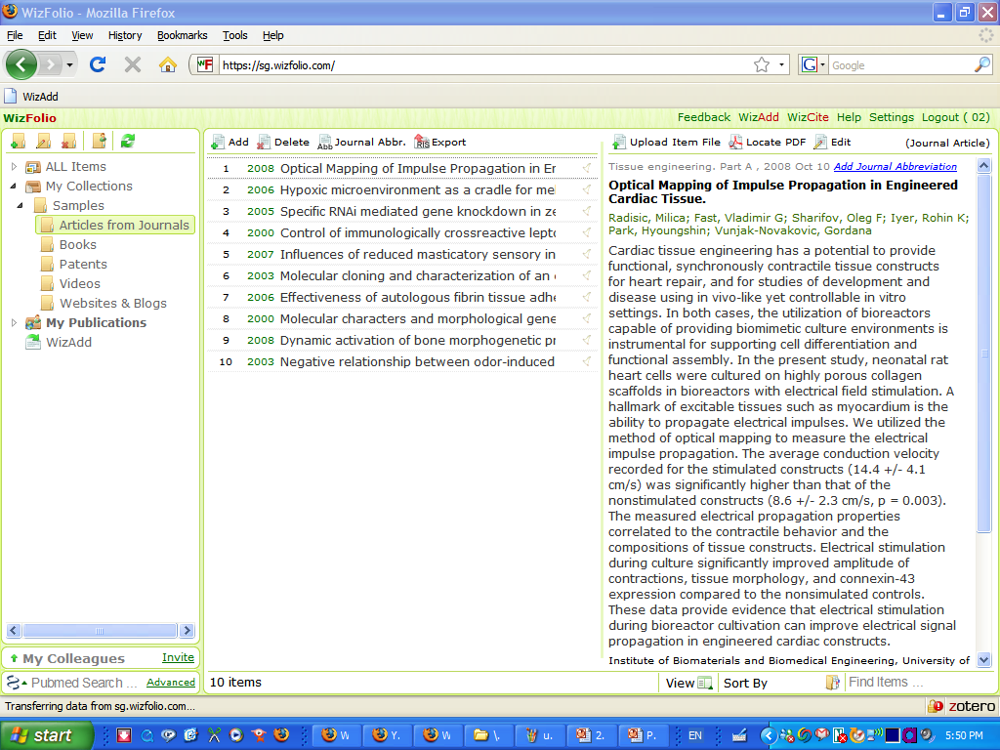 WizFolio - Mozilla Firefox
File Edit View History Bookmarks Tools Help
https://sg.wizfolio.com/
Google
WizAdd
WizFolio
Feedback WizAdd WizCite Help Settings Logout ( 02)
ALL Items
My Collections
Samples
Articles from Journals
Books
Patents
Videos
Websites & Blogs
My Publications
WizAdd
My Colleagues Invite
Pubmed Search ... Advanced
Add Delete Journal Abbr. Export
1 2008 Optical Mapping of Impulse Propagation in Er
2 2006 Hypoxic microenvironment as a cradle for me
3 2005 Specific RNAi mediated gene knockdown in ze
4 2000 Control of immunologically crossreactive lept
5 2007 Influences of reduced masticatory sensory in
6 2003 Molecular cloning and characterization of an
7 2006 Effectiveness of autologous fibrin tissue adhe
8 2000 Molecular characters and morphological gene
9 2008 Dynamic activation of bone morphogenetic pr
10 2003 Negative relationship between odor-induced
10 items
Upload Item File Locate PDF Edit (Journal Article)
Tissue engineering. Part A , 2008 Oct 10 Add Journal Abbreviation
Optical Mapping of Impulse Propagation in Engineered
Cardiac Tissue.
Radisic, Milica; Fast, Vladimir G; Sharifov, Oleg F; Iyer, Rohin K;
Park, Hyoungshin; Vunjak-Novakovic, Gordana
Cardiac tissue engineering has a potential to provide
functional, synchronously contractile tissue constructs
for heart repair, and for studies of development and
disease using in vivo-like yet controllable in vitro
settings. In both cases, the utilization of bioreactors
capable of providing biomimetic culture environments is
instrumental for supporting cell differentiation and
functional assembly. In the present study, neonatal rat
heart cells were cultured on highly porous collagen
scaffolds in bioreactors with electrical field stimulation. A
hallmark of excitable tissues such as myocardium is the
ability to propagate electrical impulses. We utilized the
method of optical mapping to measure the electrical
impulse propagation. The average conduction velocity
recorded for the stimulated constructs (14.4 +/- 4.1
cm/s) was significantly higher than that of the
nonstimulated constructs (8.6 +/- 2.3 cm/s, p = 0.003).
The measured electrical propagation properties
correlated to the contractile behavior and the
compositions of tissue constructs. Electrical stimulation
during culture significantly improved amplitude of
contractions, tissue morphology, and connexin-43
expression compared to the nonsimulated controls.
These data provide evidence that electrical stimulation
during bioreactor cultivation can improve electrical signal
propagation in engineered cardiac constructs.
Institute of Biomaterials and Biomedical Engineering, University of
View Sort By Find Items ...
Transferring data from sg.wizfolio.com...
zotero
start W Y. W \. u. 2. P. EN 5:50 PM